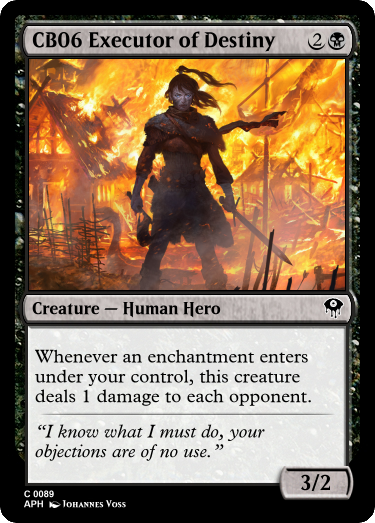 CB06 Executor of Destiny 2
Creature — Human Hero
Whenever an enchantment enters
under your control, this creature
deals 1 damage to each opponent.
“I know what I must do, your
objections are of no use.”
3/2
C 0089
APH Johannes Voss